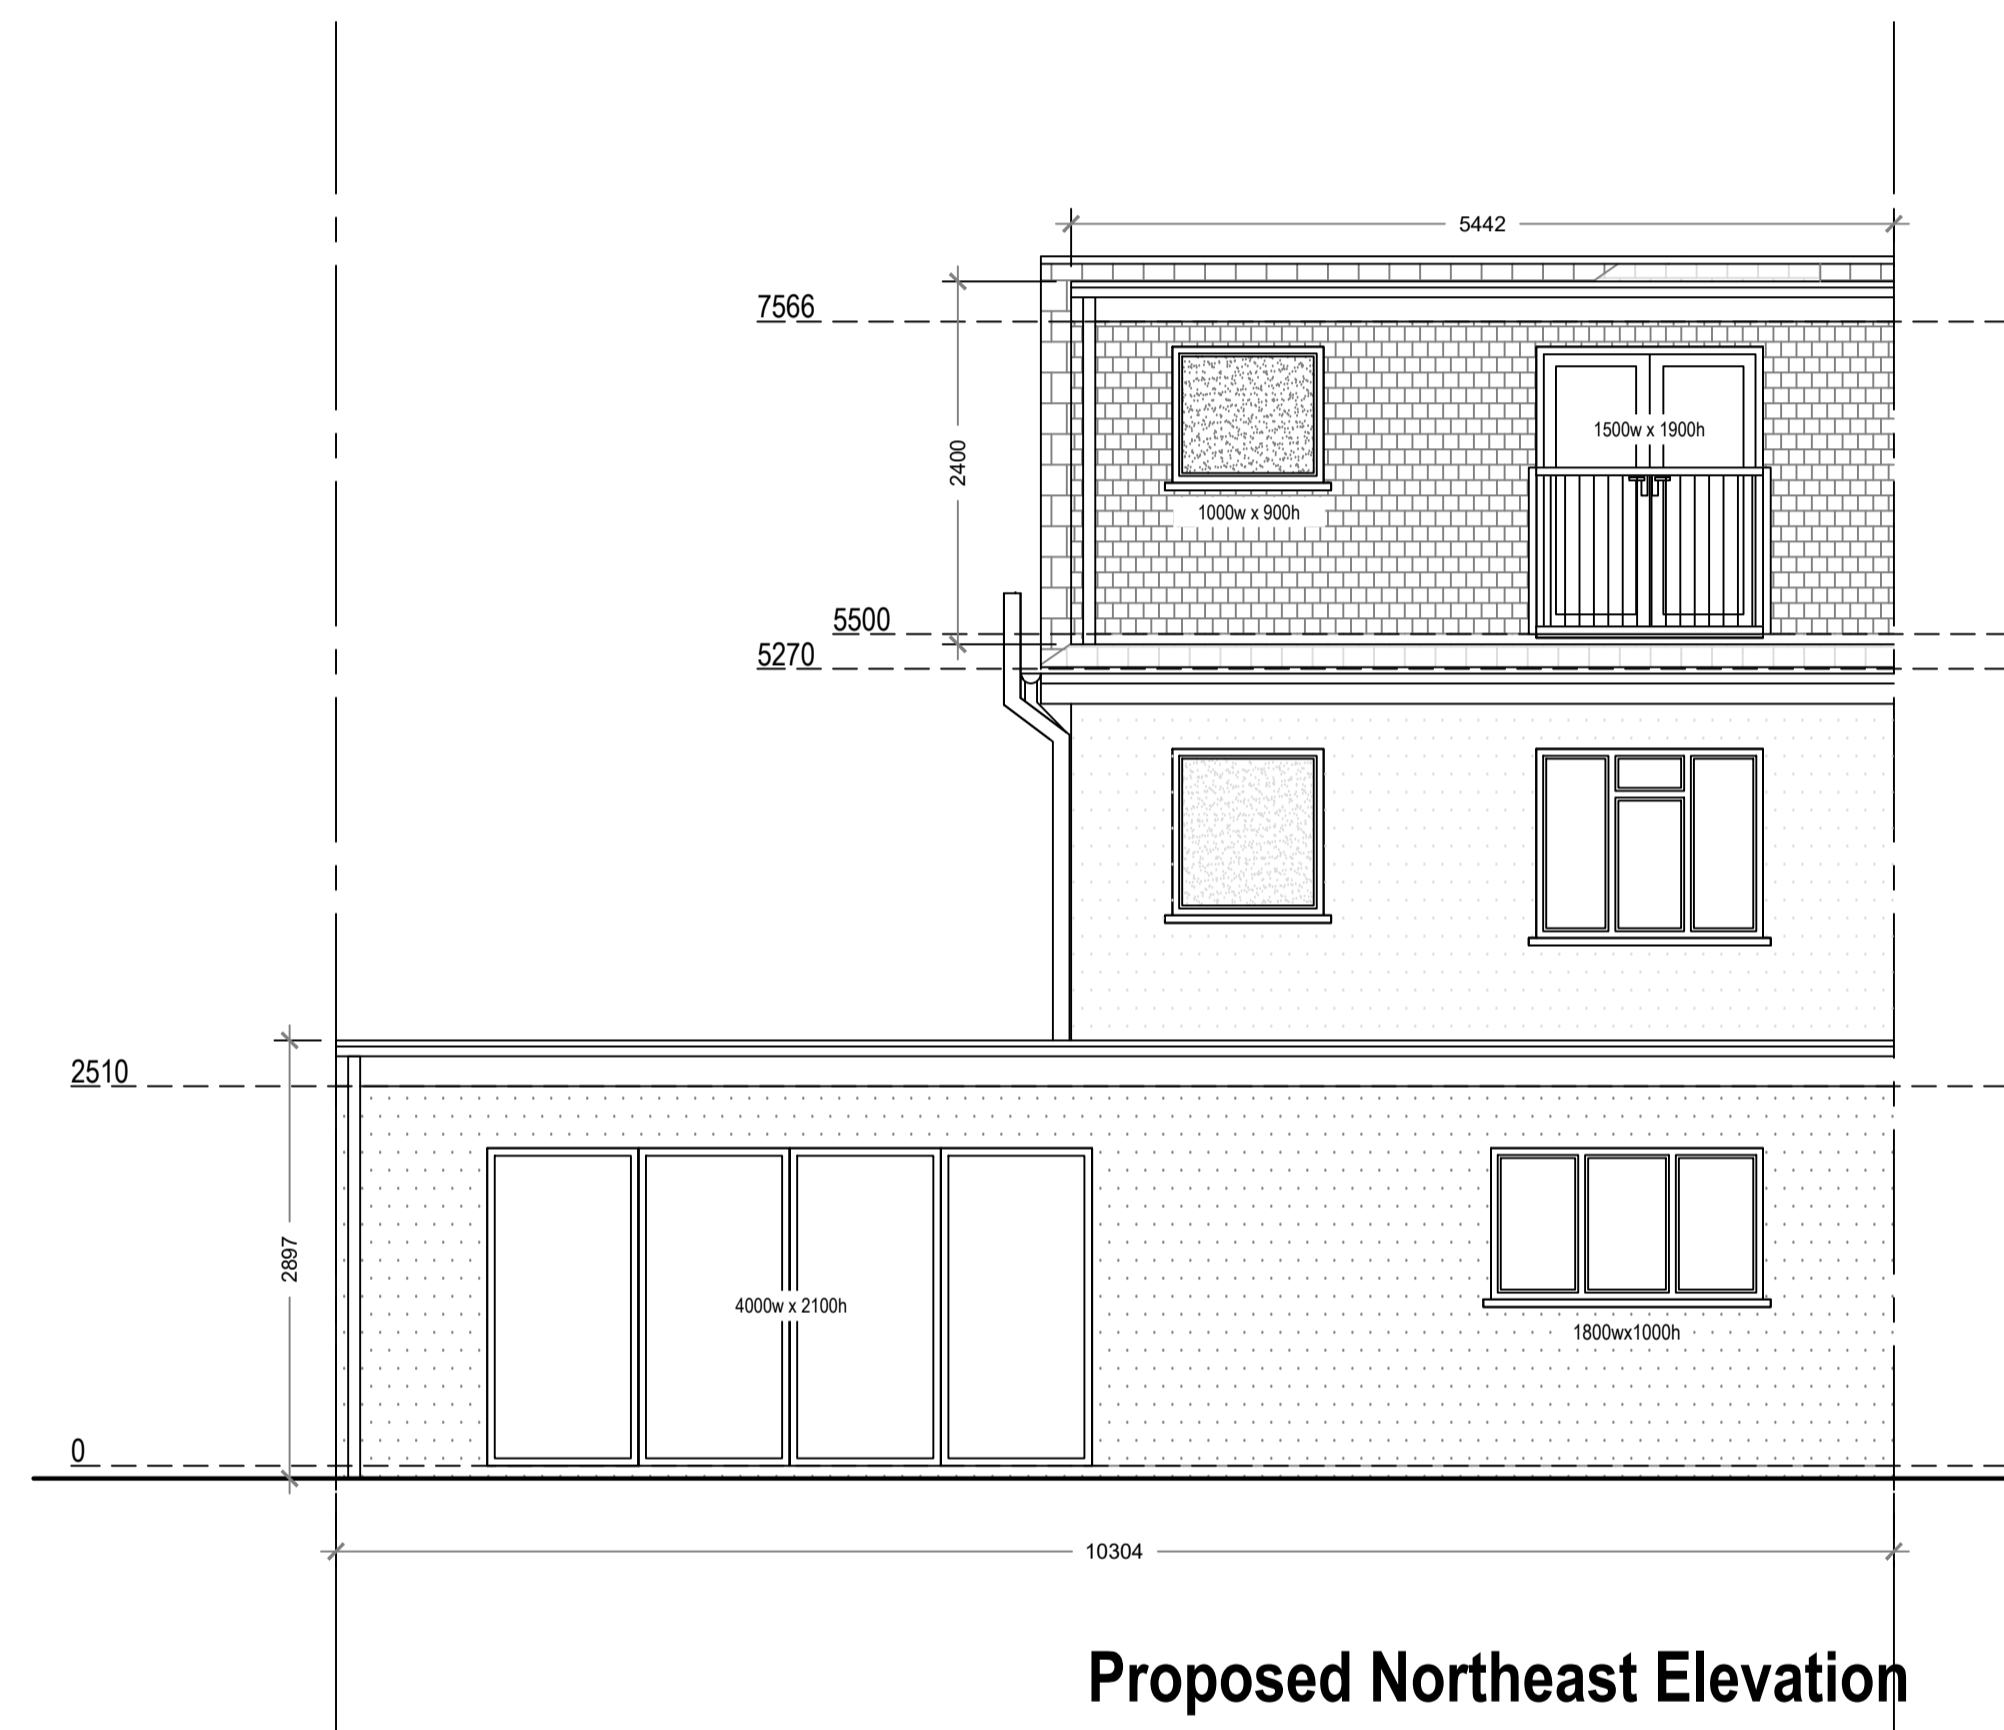 5442
7566
1500w x 1900h
2400
1000w x 900h
5500
5270
2510
2897
4000w x 2100h
1800wx1000h
0
10304
Proposed Northeast Elevation